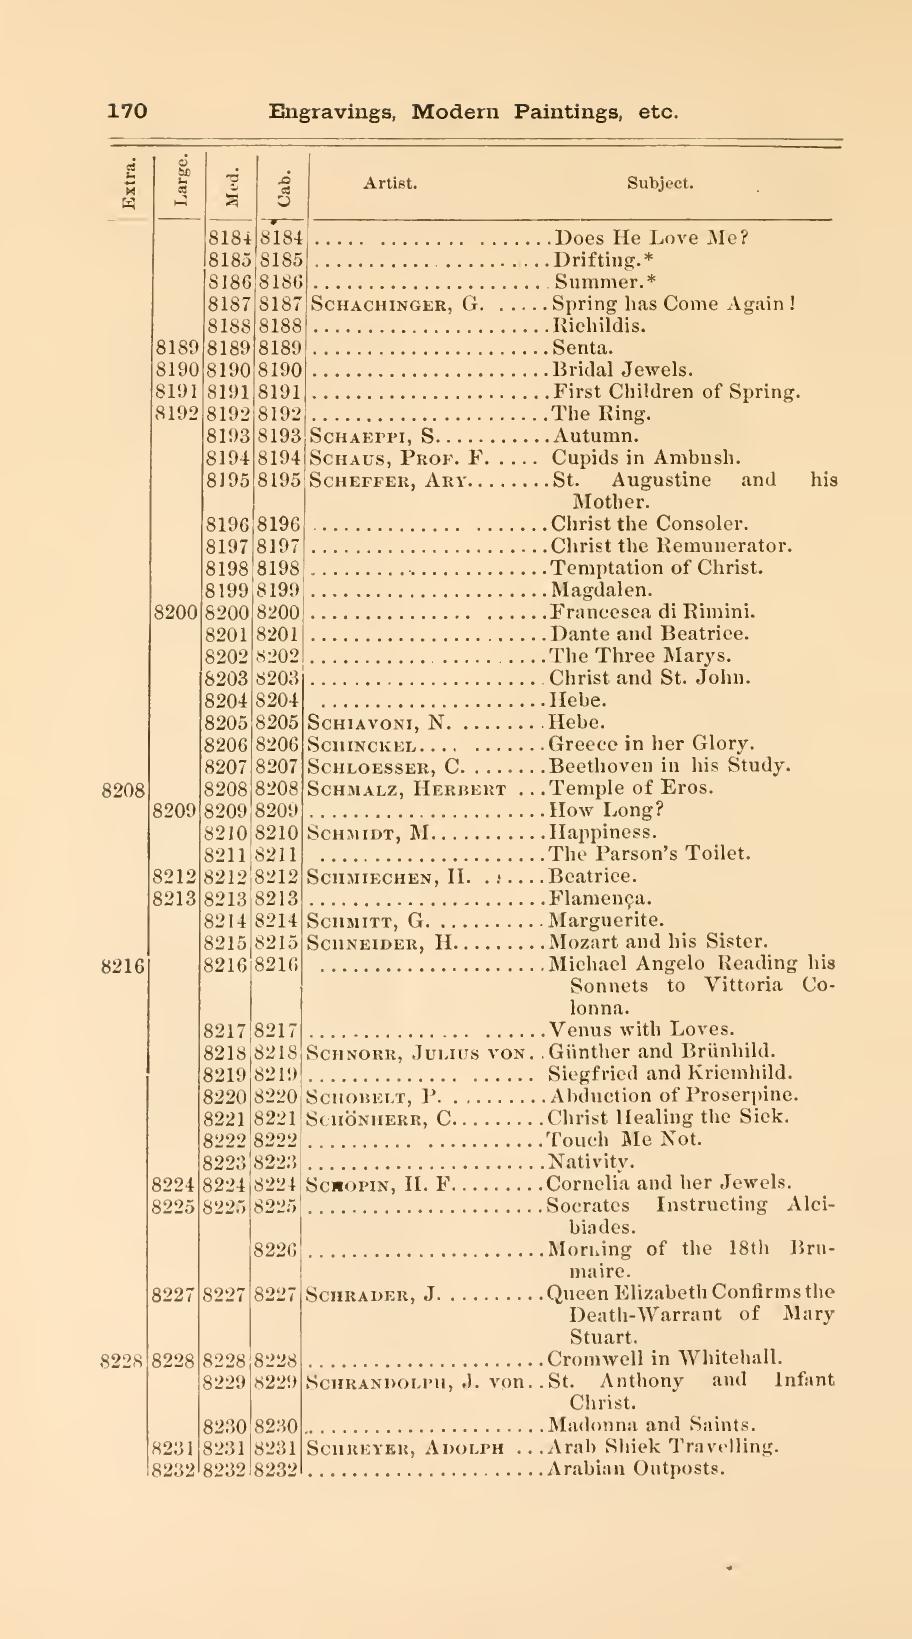 170 Engravings, Modern Paintings, etc.
Extra. Large. Med. Cab. Artist. Subject.
8184 8184 ..... ........ ....... Does He Love Me?
8185 8185 ...................... Drifting.*
8186 8186 ...................... Summer.*
8187 8187 SCHACHINGER, G. ..... Spring has Come Again!
8188 8188 ...................... Richildis.
8189 8189 8189 ...................... Senta.
8190 8190 8190 ...................... Bridal Jewels.
8191 8191 8191 ...................... First Children of Spring.
8192 8192 8192 ...................... The Ring.
8193 8193 SCHAEPPI, S........... Autumn.
8194 8194 SCHAUS, PROF. F. ..... Cupids in Ambush.
8195 8195 SCHEFFER, ARY........ St. Augustine and his
Mother.
8196 8196 .............. ....... Christ the Consoler.
8197 8197 ...................... Christ the Remunerator.
8198 8198 ...................... Temptation of Christ.
8199 8199 ...................... Magdalen.
8200 8200 8200 ............... ...... Francesca di Rimini.
8201 8201 ...................... Dante and Beatrice.
8202 8202 ...................... The Three Marys.
8203 8203 ...................... Christ and St. John.
8204 8204 ..................... Hebe.
8205 8205 SCHIAVONI, N. ........ Hebe.
8206 8206 SCHINCKEL.... ....... Greece in her Glory.
8207 8207 SCHLOESSER, C. ....... Beethoven in his Study.
8208 8208 8208 SCHMALZ, HERBERT ... Temple of Eros.
8209 8209 8209 ...................... How Long?
8210 8210 SCHMIDT, M........... Happiness.
8211 8211 ..................... The Parson's Toilet.
8212 8212 8212 SCHMIECHEN, H. ...... Beatrice.
8213 8213 8213 ...................... Flamença.
8214 8214 SCHMITT, G. .......... Marguerite.
8215 8215 SCHNEIDER, H......... Mozart and his Sister.
8216 8216 8216 ..................... Michael Angelo Reading his
Sonnets to Vittoria Co-
lonna.
8217 8217 ............... ....... Venus with Loves.
8218 8218 SCHNORR, JULIUS VON.. Günther and Brünhild.
8219 8219 ............... ...... Siegfried and Kriemhild.
8220 8220 SCHOBELT, P. ......... Abduction of Proserpine.
8221 8221 SCHÖNHERR, C......... Christ Healing the Sick.
8222 8222 .......... ........... Touch Me Not.
8223 8223 ...................... Nativity.
8224 8224 8224 SCHOPIN, H. F......... Cornelia and her Jewels.
8225 8225 8225 ...................... Socrates Instructing Alci-
biades.
8226 ...................... Morning of the 18th Bru-
maire.
8227 8227 8227 SCHRADER, J. ......... Queen Elizabeth Confirms the
Death-Warrant of Mary
Stuart.
8228 8228 8228 8228 ...................... Cromwell in Whitehall.
8229 8229 SCHRANDOLPH, J. von.. St. Anthony and Infant
Christ.
8230 8230 ...................... Madonna and Saints.
8231 8231 8231 SCHREYER, ADOLPH ... Arab Shiek Travelling.
8232 8232 8232 ...................... Arabian Outposts.